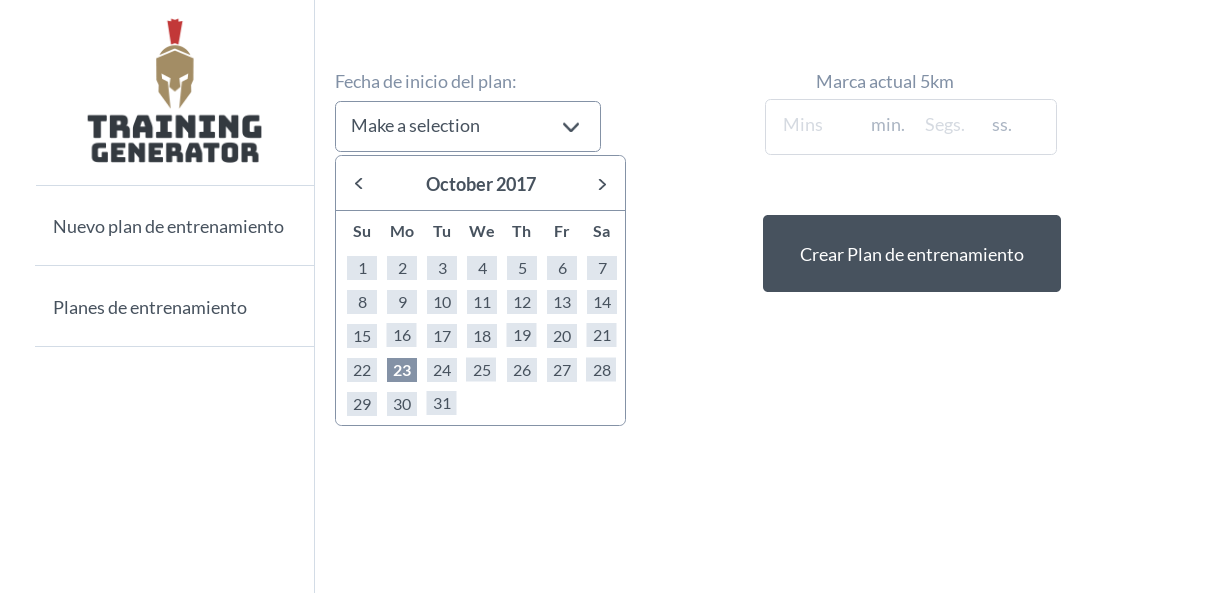 TRAINING
GENERATOR
Nuevo plan de entrenamiento
Planes de entrenamiento
Fecha de inicio del plan:
Make a selection
October 2017
Su Mo Tu We Th Fr Sa
1 2 3 4 5 6 7
8 9 10 11 12 13 14
15 16 17 18 19 20 21
22 23 24 25 26 27 28
29 30 31
Marca actual 5km
Mins min. Segs. ss.
Crear Plan de entrenamiento